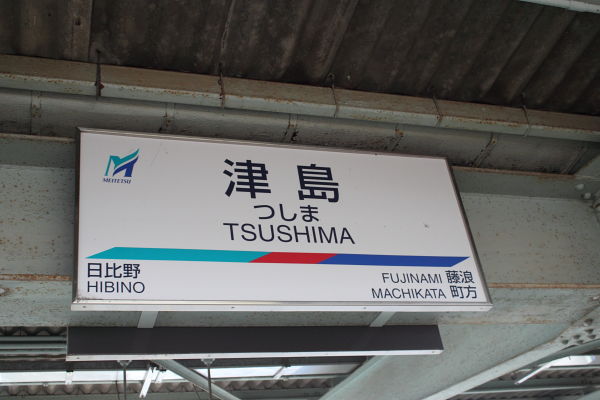 MEITETSU
津島
つしま
TSUSHIMA
日比野
HIBINO
FUJINAMI 藤浪
MACHIKATA 町方